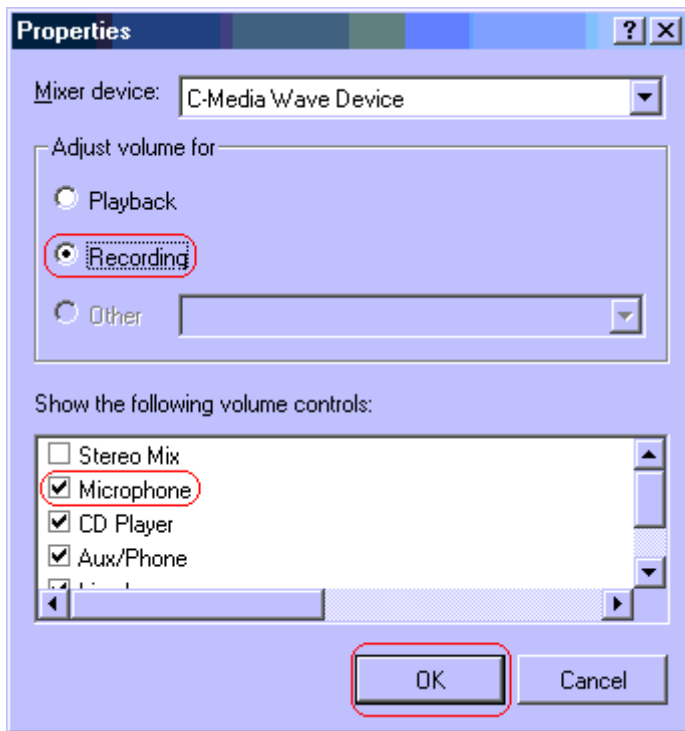 Properties
Mixer device: C-Media Wave Device
Adjust volume for
Playback
Recording
Other
Show the following volume controls:
Stereo Mix
Microphone
CD Player
Aux/Phone
OK Cancel